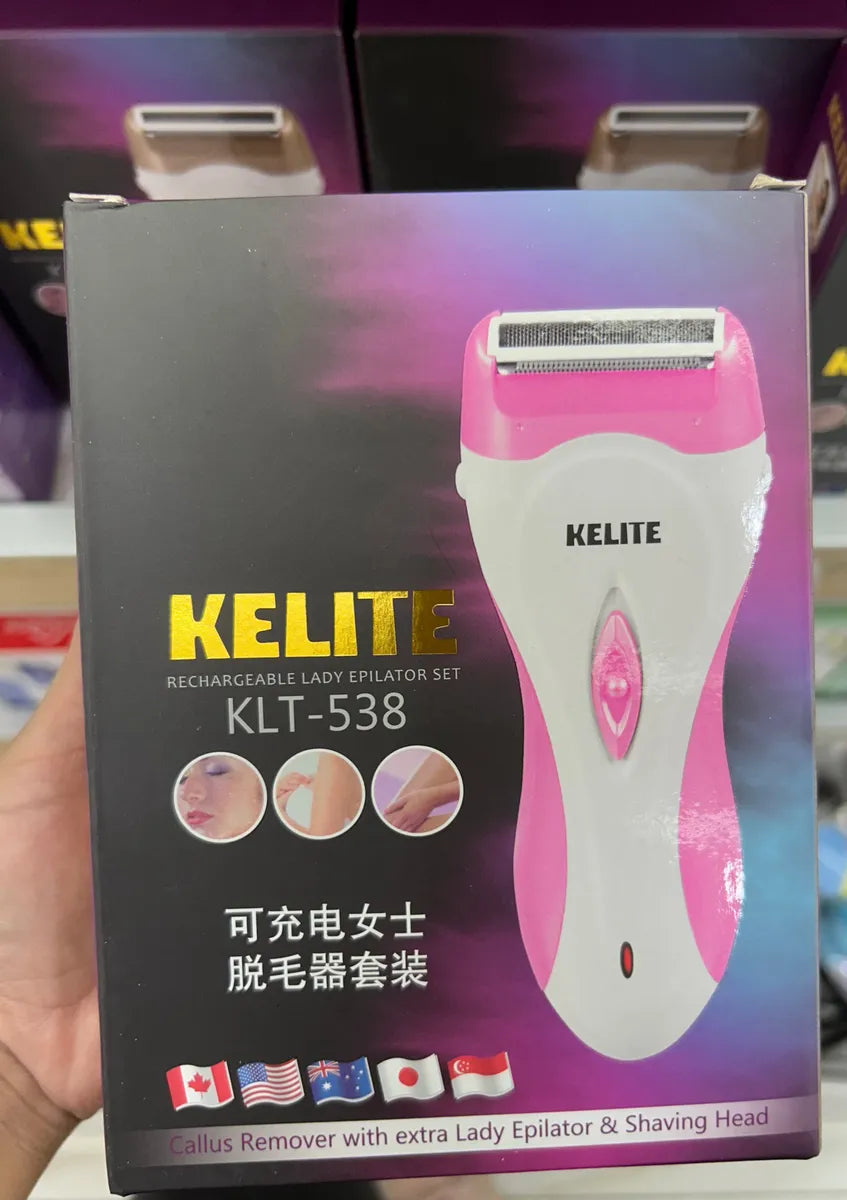 KE
KELITE
KELITE
RECHARGEABLE LADY EPILATOR SET
KLT-538
可充电女士
脱毛器套装
Callus Remover with extra Lady Epilator & Shaving Head